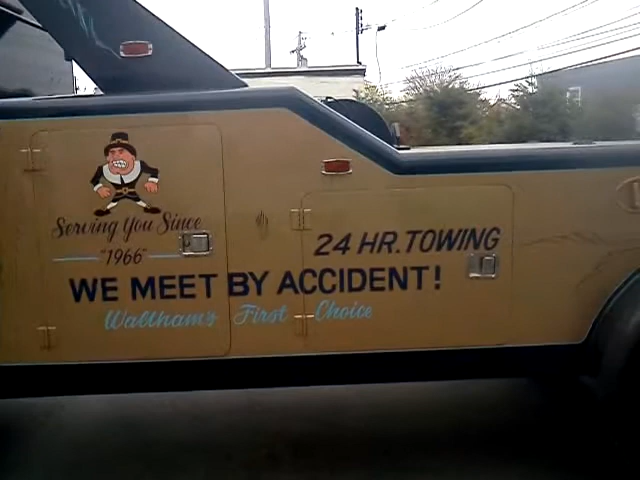 Serving You Since
"1966"
24 HR. TOWING
WE MEET BY ACCIDENT!
Waltham's First Choice